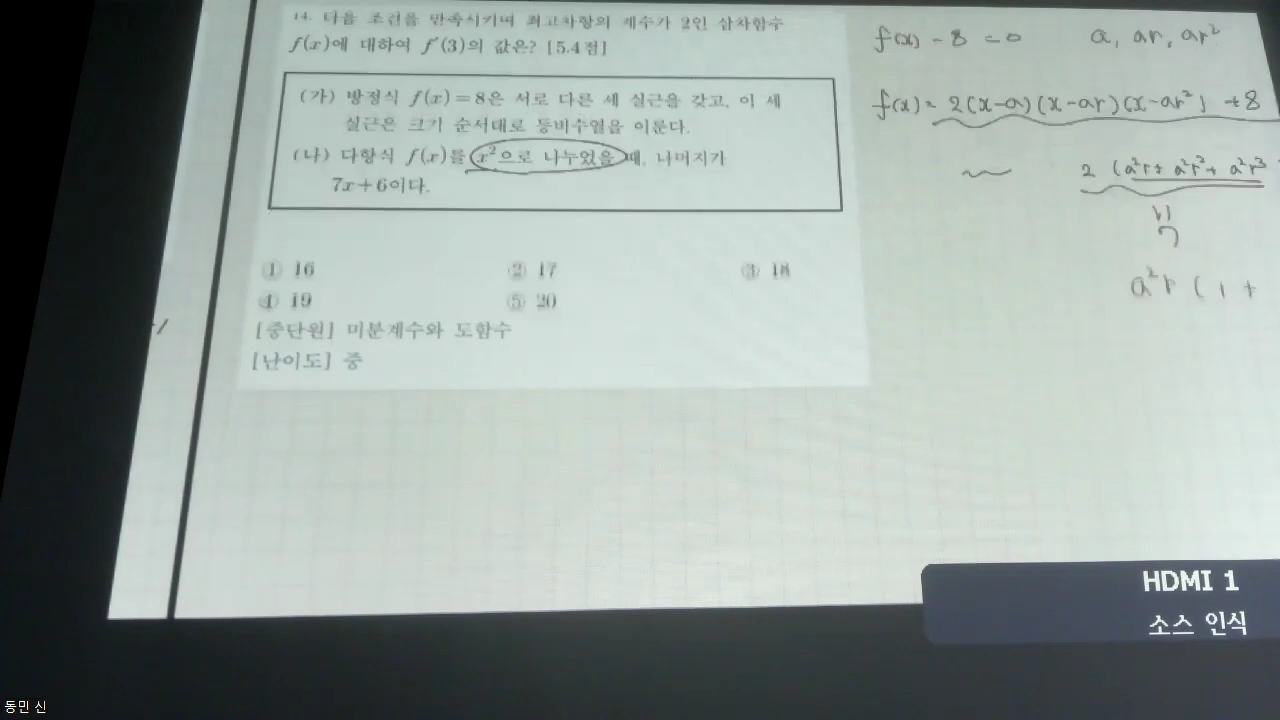 14. 다음 조건을 만족시키며 최고차항의 계수가 2인 삼차함수
f(x)에 대하여 f'(3)의 값은? [5.4점]
(가) 방정식 f(x)=8은 서로 다른 세 실근을 갖고, 이 세
실근은 크기 순서대로 등비수열을 이룬다.
(나) 다항식 f(x)를 x²으로 나누었을 때, 나머지가
7x+6이다.
① 16 ② 17 ③ 18
④ 19 ⑤ 20
[중단원] 미분계수와 도함수
[난이도] 중
f(x) - 8 = 0 a, ar, ar²
f(x) = 2(x-a)(x-ar)(x-ar²) + 8
2 (a²r + a²r² + a²r³
7
a²r ( 1 +
HDMI 1
소스 인식
동민 신